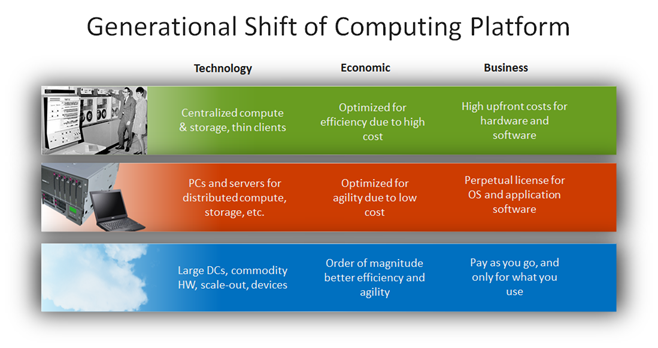 Generational Shift of Computing Platform
Technology
Economic
Business
Centralized compute
& storage, thin clients
Optimized for
efficiency due to high
cost
High upfront costs for
hardware and
software
PCs and servers for
distributed compute,
storage, etc.
Optimized for
agility due to low
cost
Perpetual license for
OS and application
software
Large DCs, commodity
HW, scale-out, devices
Order of magnitude
better efficiency and
agility
Pay as you go, and
only for what you
use